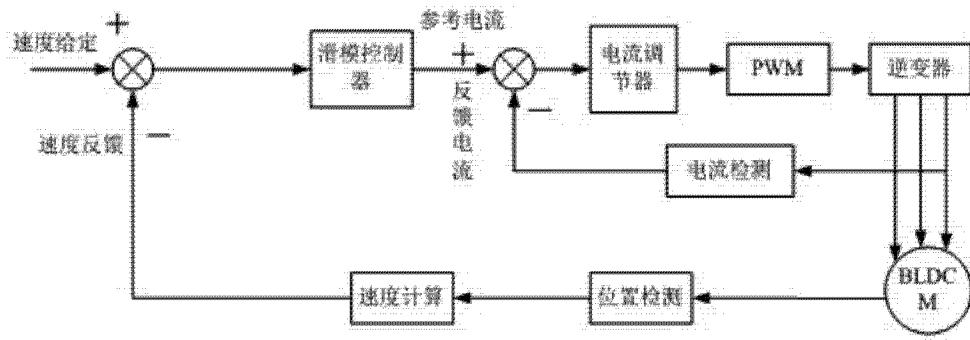 速度给定
+
滑模控制
器
参考电流
+
反
馈
电
流
电流调
节器
PWM
逆变器
速度反馈
电流检测
BLDC
M
速度计算
位置检测